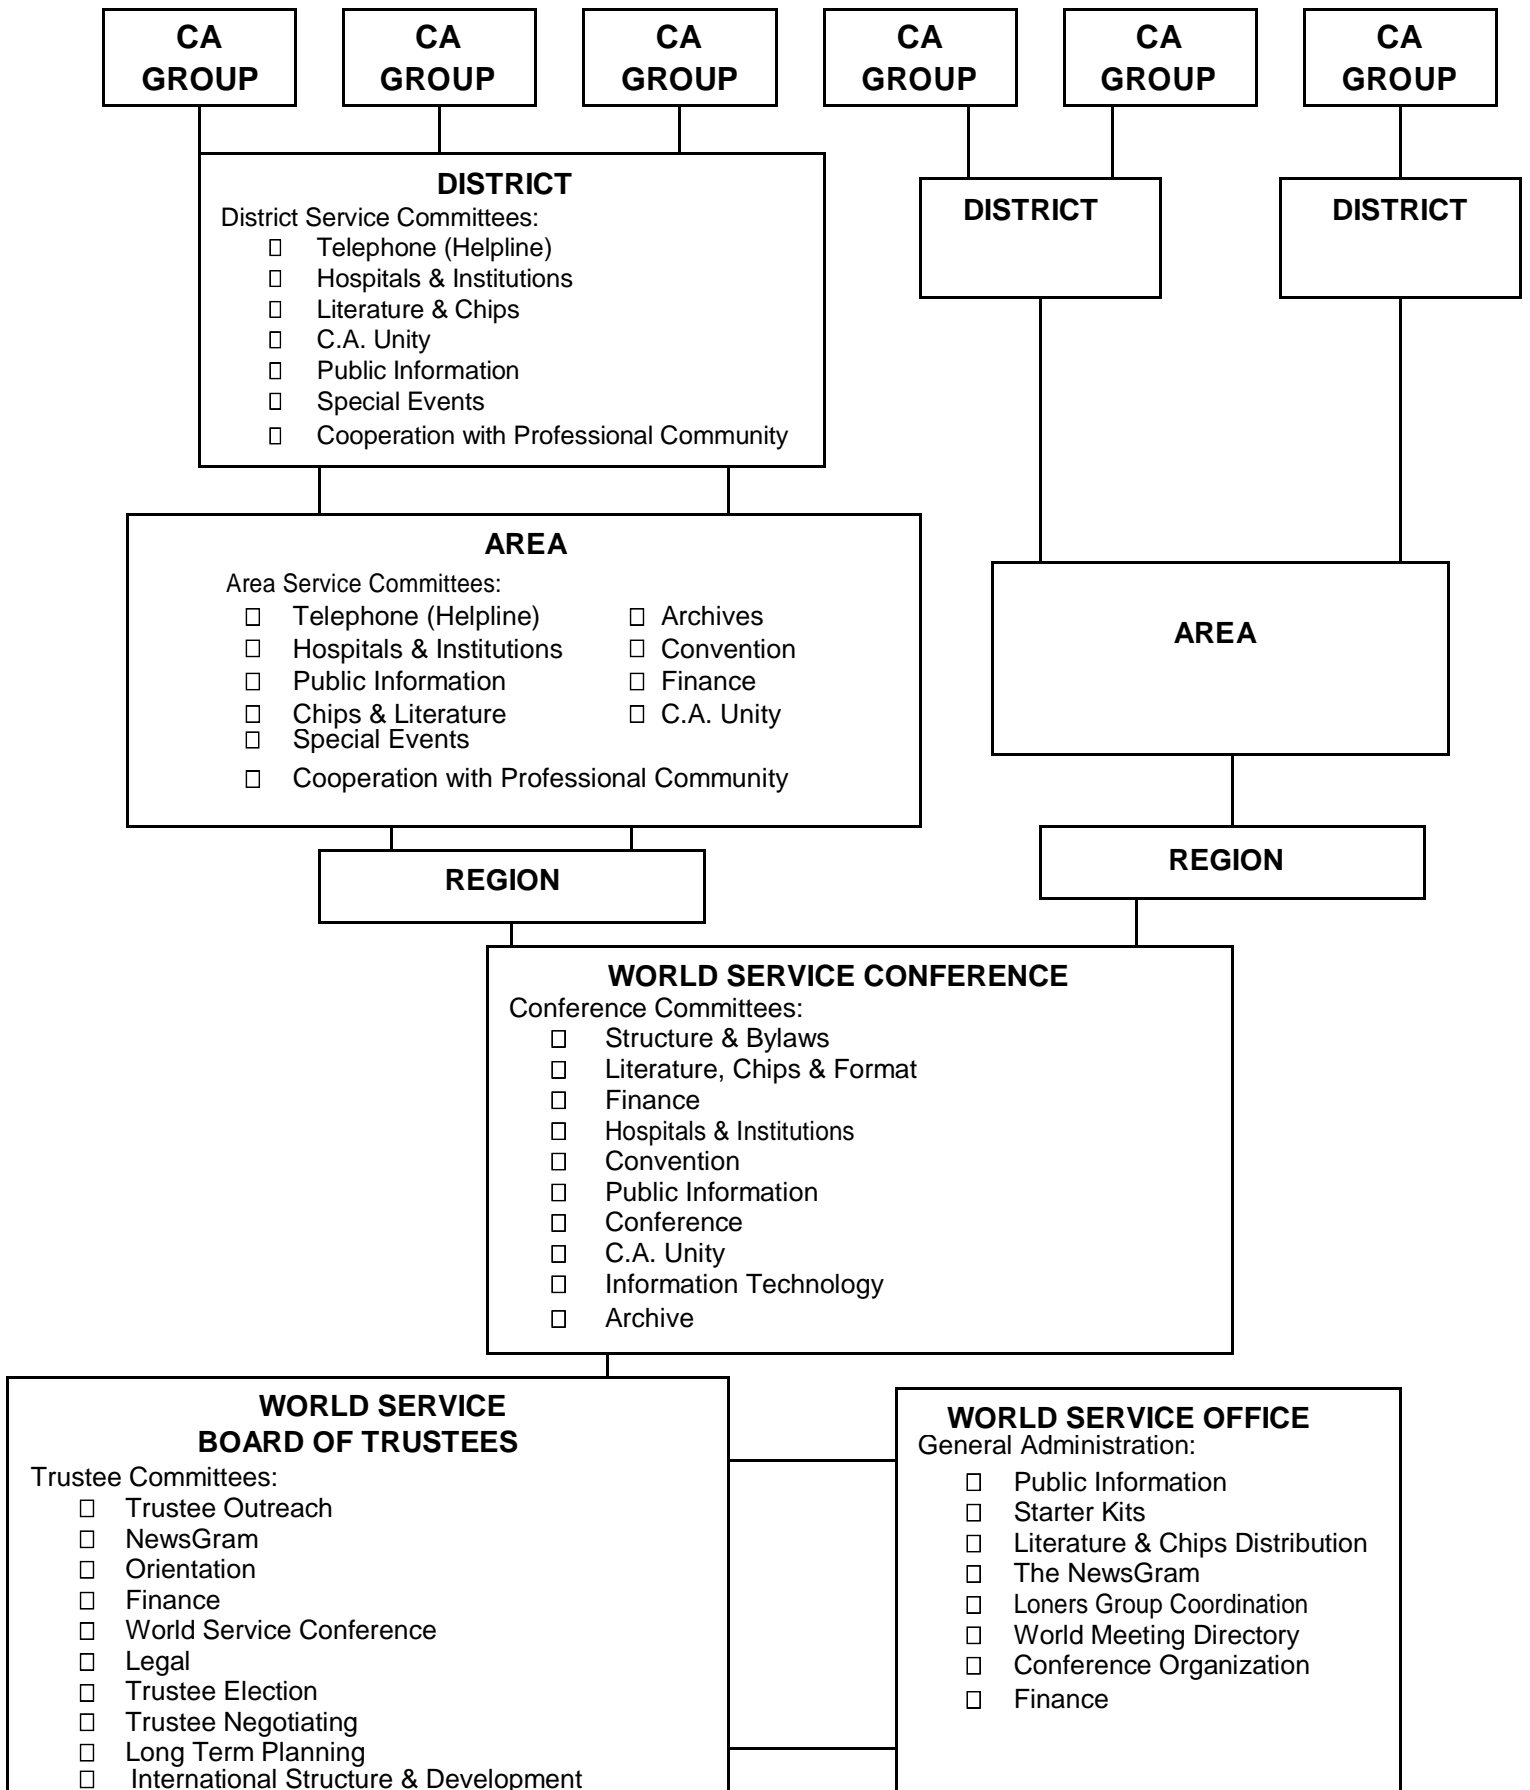 CA
GROUP
CA
GROUP
CA
GROUP
CA
GROUP
CA
GROUP
CA
GROUP
DISTRICT
District Service Committees:
Telephone (Helpline)
Hospitals & Institutions
Literature & Chips
C.A. Unity
Public Information
Special Events
Cooperation with Professional Community
DISTRICT
DISTRICT
AREA
Area Service Committees:
Telephone (Helpline)
Hospitals & Institutions
Public Information
Chips & Literature
Special Events
Cooperation with Professional Community
Archives
Convention
Finance
C.A. Unity
AREA
REGION
REGION
WORLD SERVICE CONFERENCE
Conference Committees:
Structure & Bylaws
Literature, Chips & Format
Finance
Hospitals & Institutions
Convention
Public Information
Conference
C.A. Unity
Information Technology
Archive
WORLD SERVICE
BOARD OF TRUSTEES
Trustee Committees:
Trustee Outreach
NewsGram
Orientation
Finance
World Service Conference
Legal
Trustee Election
Trustee Negotiating
Long Term Planning
International Structure & Development
WORLD SERVICE OFFICE
General Administration:
Public Information
Starter Kits
Literature & Chips Distribution
The NewsGram
Loners Group Coordination
World Meeting Directory
Conference Organization
Finance